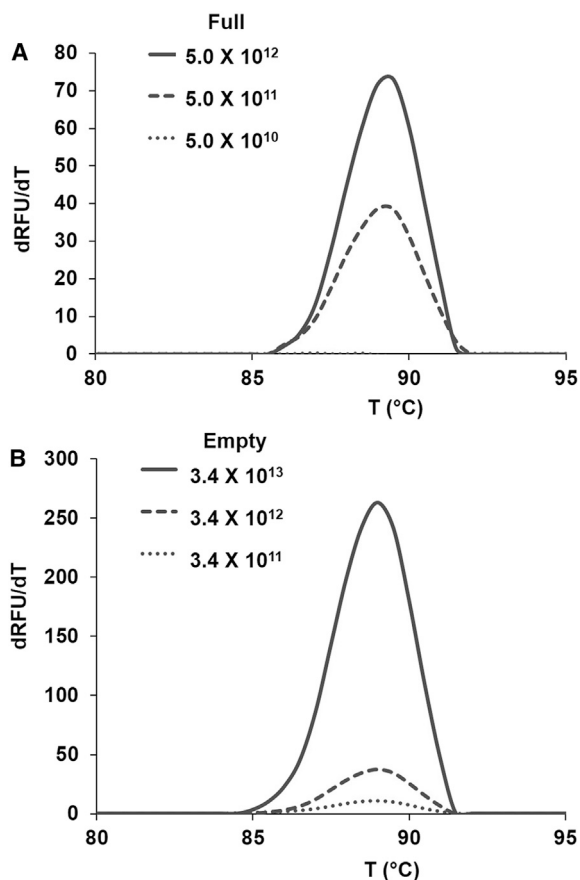 Full
A
5.0 X 10¹²
5.0 X 10¹¹
5.0 X 10¹⁰
80
70
60
50
40
30
20
10
0
dRFU/dT
80 85 90 95
T (°C)
Empty
B
3.4 X 10¹³
3.4 X 10¹²
3.4 X 10¹¹
300
250
200
150
100
50
0
dRFU/dT
80 85 90 95
T (°C)